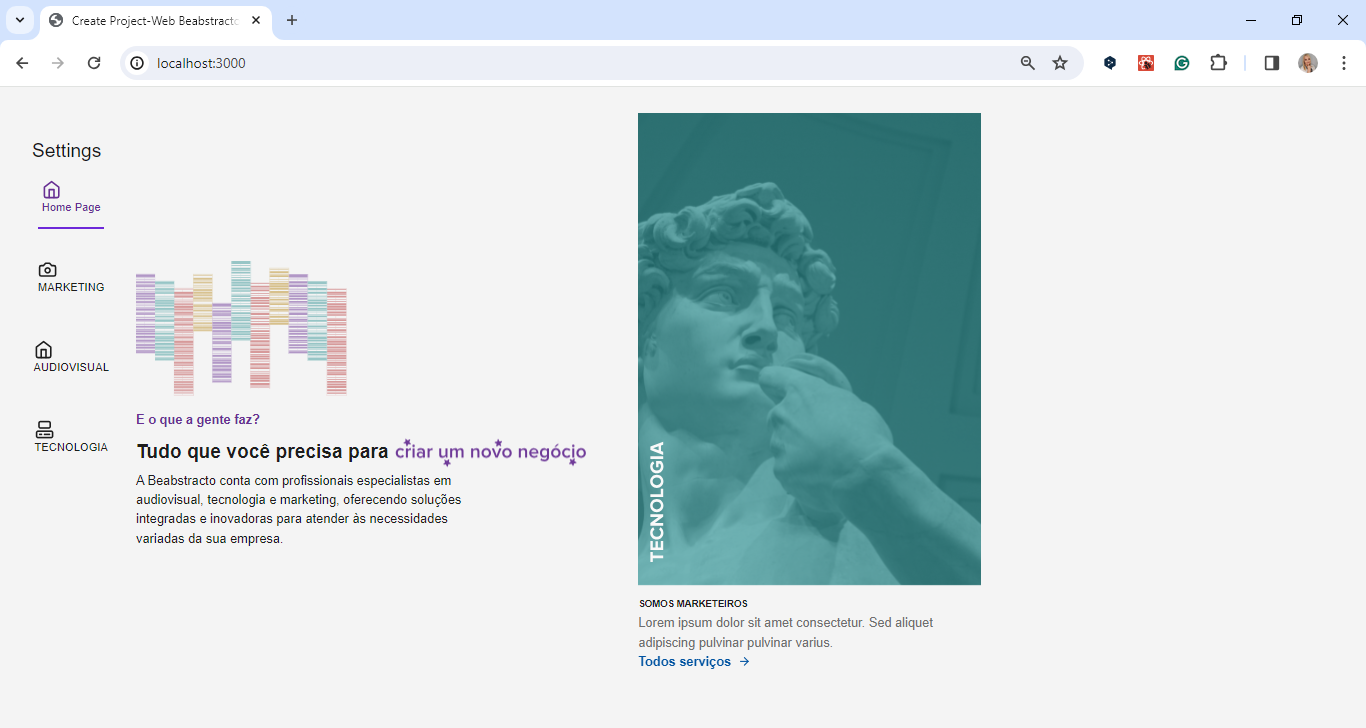 Create Project-Web Beabstracto
localhost:3000
Settings
Home Page
MARKETING
AUDIOVISUAL
TECNOLOGIA
E o que a gente faz?
Tudo que você precisa para criar um novo negócio
A Beabstracto conta com profissionais especialistas em
audiovisual, tecnologia e marketing, oferecendo soluções
integradas e inovadoras para atender às necessidades
variadas da sua empresa.
TECNOLOGIA
SOMOS MARKETEIROS
Lorem ipsum dolor sit amet consectetur. Sed aliquet
adipiscing pulvinar pulvinar varius.
Todos serviços